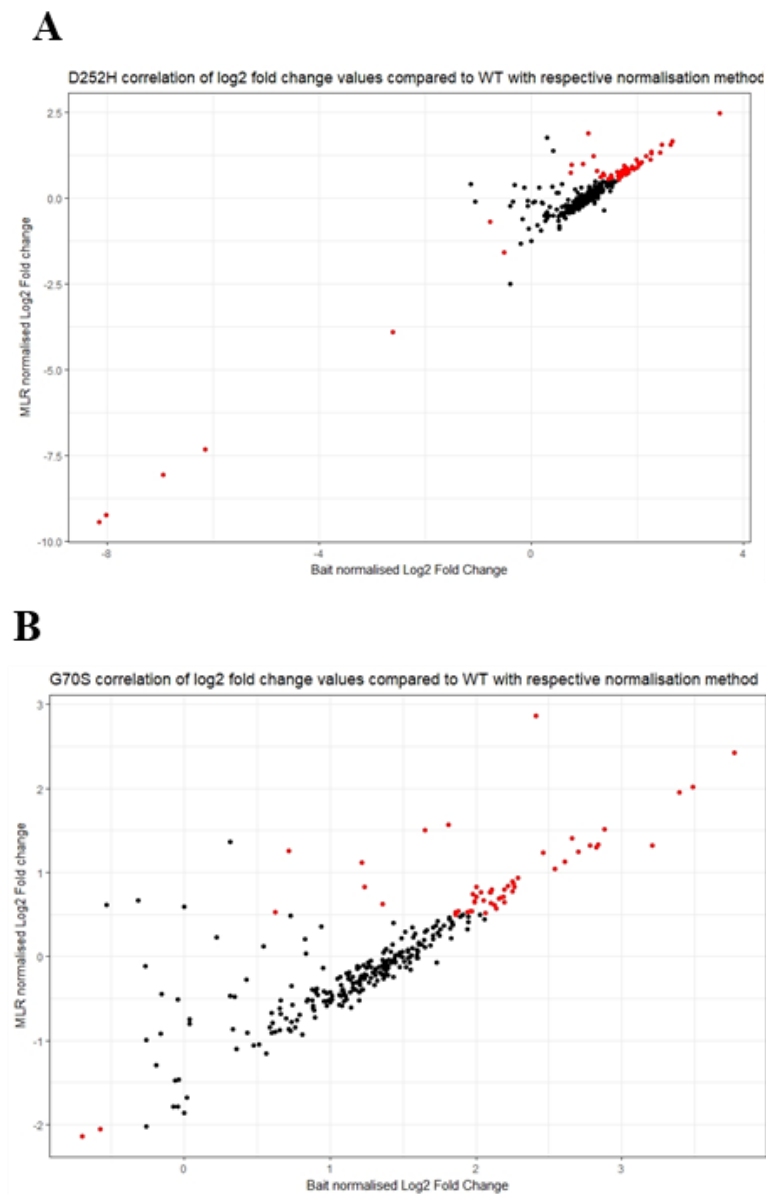 A
D252H correlation of log2 fold change values compared to WT with respective normalisation method
2.5
0.0
-2.5
-5.0
-7.5
-10.0
MLR normalised Log2 Fold change
-8
-4
0
4
Bait normalised Log2 Fold Change
B
G70S correlation of log2 fold change values compared to WT with respective normalisation method
3
2
1
0
-1
-2
MLR normalised Log2 Fold change
0
1
2
3
Bait normalised Log2 Fold Change